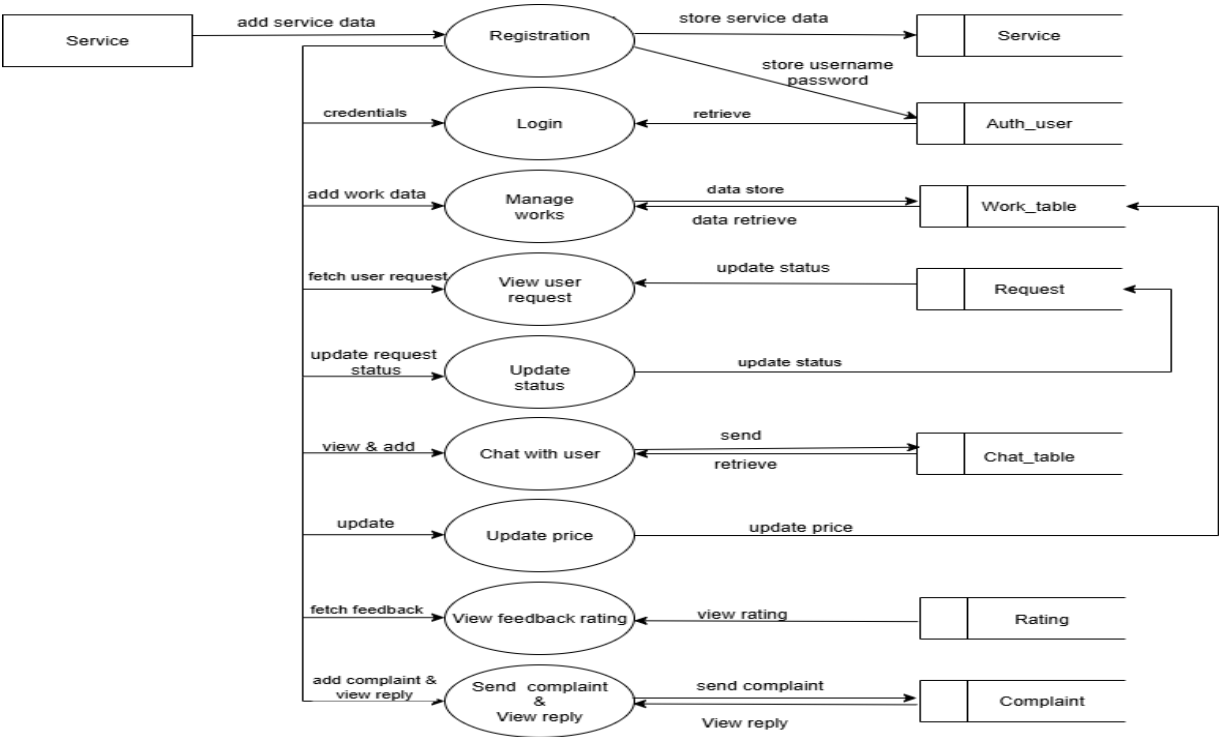 add service data
store service data
Service
Registration
Service
store username
password
credentials
Login
retrieve
Auth_user
add work data
Manage
works
data store
data retrieve
Work_table
fetch user request
View user
request
update status
Request
update request
status
Update
status
update status
view & add
Chat with user
send
retrieve
Chat_table
update
Update price
update price
fetch feedback
View feedback rating
view rating
Rating
add complaint &
view reply
Send complaint
&
View reply
send complaint
View reply
Complaint